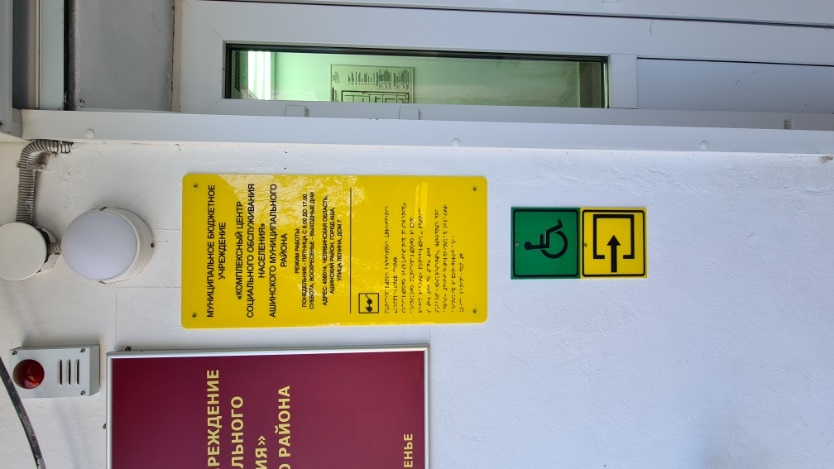 МУНИЦИПАЛЬНОЕ БЮДЖЕТНОЕ
УЧРЕЖДЕНИЕ
«КОМПЛЕКСНЫЙ ЦЕНТР
СОЦИАЛЬНОГО ОБСЛУЖИВАНИЯ
НАСЕЛЕНИЯ»
АШИНСКОГО МУНИЦИПАЛЬНОГО
РАЙОНА
РЕЖИМ РАБОТЫ:
ПОНЕДЕЛЬНИК - ПЯТНИЦА С 8.00 ДО 17.00
СУББОТА, ВОСКРЕСЕНЬЕ - ВЫХОДНЫЕ ДНИ
АДРЕС: 456010, ЧЕЛЯБИНСКАЯ ОБЛАСТЬ,
АШИНСКИЙ РАЙОН, ГОРОД АША,
УЛИЦА ЛЕНИНА, ДОМ 7
РЕЖДЕНИЕ
ЛЬНОГО
ИЯ»
О РАЙОНА
ЕНЬЕ